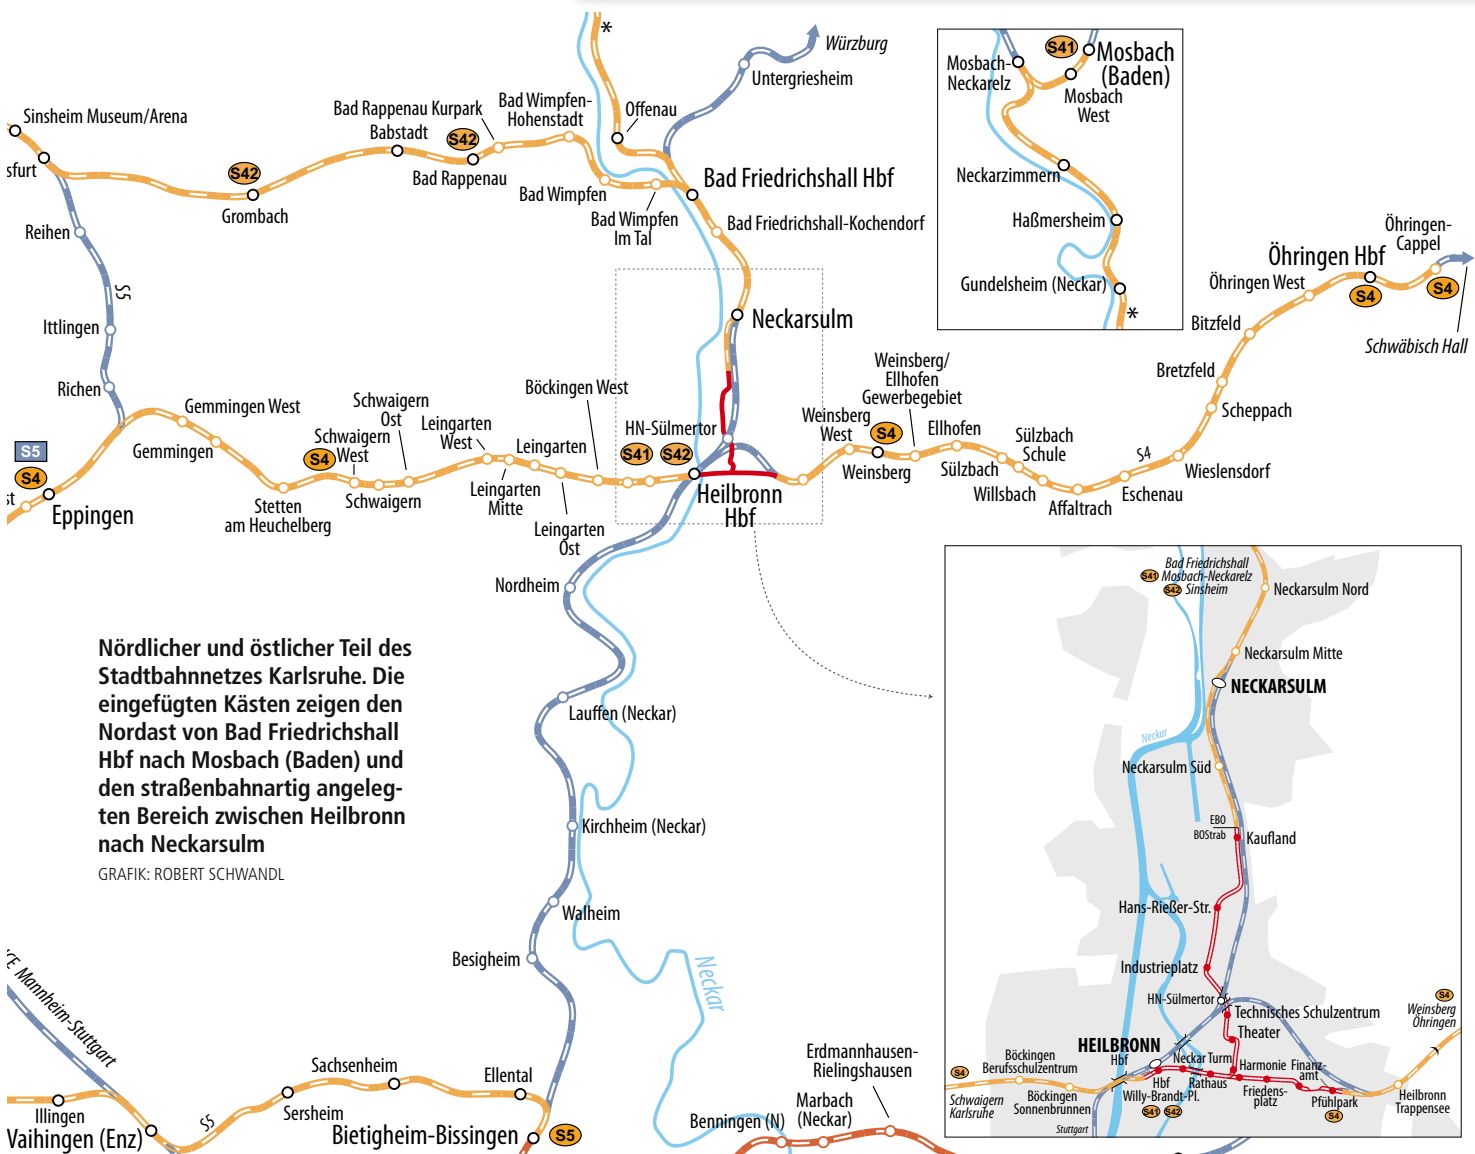 *
Würzburg
Untergriesheim
Sinsheim Museum/Arena
sfurt
Bad Rappenau Kurpark
Babstadt
S42
Bad Wimpfen-
Hohenstadt
Offenau
S42
Grombach
Bad Rappenau
Bad Wimpfen
Bad Wimpfen
Im Tal
Bad Friedrichshall Hbf
Bad Friedrichshall-Kochendorf
Reihen
S5
Ittlingen
Richen
Neckarsulm
S41
Mosbach
(Baden)
Mosbach-
Neckarelz
Mosbach
West
Neckarzimmern
Haßmersheim
Gundelsheim (Neckar)
*
Öhringen-
Cappel
Öhringen Hbf
S4
S4
Öhringen West
Schwäbisch Hall
Bitzfeld
Bretzfeld
Scheppach
Wieslensdorf
S4
Eschenau
Affaltrach
Willsbach
Sülzbach
Schule
Sülzbach
Ellhofen
Weinsberg/
Ellhofen
Gewerbegebiet
S4
Weinsberg
West
Weinsberg
Gemmingen West
Gemmingen
S5
S4
st
Eppingen
Schwaigern
Ost
Schwaigern
West
S4
Stetten
am Heuchelberg
Schwaigern
Leingarten
West
Leingarten
Leingarten
Mitte
Leingarten
Ost
Böckingen West
HN-Sülmertor
S41
S42
Heilbronn
Hbf
Nordheim
Lauffen (Neckar)
Kirchheim (Neckar)
Walheim
Besigheim
Neckar
Nördlicher und östlicher Teil des
Stadtbahnnetzes Karlsruhe. Die
eingefügten Kästen zeigen den
Nordast von Bad Friedrichshall
Hbf nach Mosbach (Baden) und
den straßenbahnartig angeleg-
ten Bereich zwischen Heilbronn
nach Neckarsulm
GRAFIK: ROBERT SCHWANDL
CE Mannheim-Stuttgart
Illingen
Vaihingen (Enz)
S5
Sersheim
Sachsenheim
Ellental
Bietigheim-Bissingen
S5
Benningen (N)
Marbach
(Neckar)
Erdmannhausen-
Rielingshausen
Bad Friedrichshall
S41 Mosbach-Neckarelz
S42 Sinsheim
Neckarsulm Nord
Neckarsulm Mitte
NECKARSULM
Neckar
Neckarsulm Süd
EBO
BOStrab
Kaufland
Hans-Rießer-Str.
Industrieplatz
HN-Sülmertor
Technisches Schulzentrum
Theater
HEILBRONN
Hbf
Neckar Turm
Harmonie
Finanz-
amt
Hbf
Willy-Brandt-Pl.
S41
S42
Rathaus
Friedens-
platz
Pfühlpark
S4
Böckingen
Berufsschulzentrum
Böckingen
Sonnenbrunnen
S4
Schwaigern
Karlsruhe
Stuttgart
S4
Weinsberg
Öhringen
Heilbronn
Trappensee